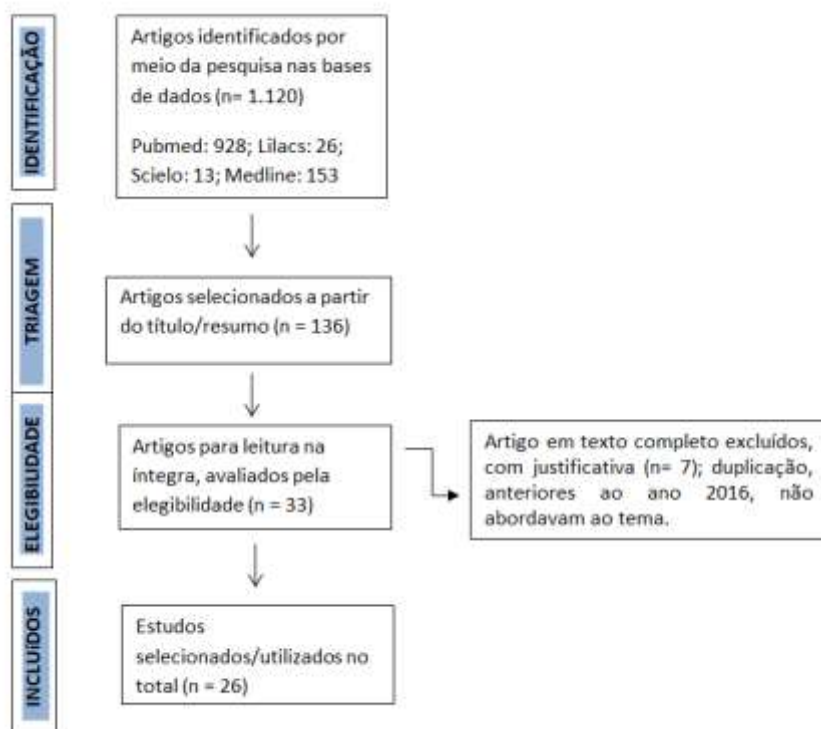 IDENTIFICAÇÃO
Artigos identificados por
meio da pesquisa nas bases
de dados (n= 1.120)
Pubmed: 928; Lilacs: 26;
Scielo: 13; Medline: 153
TRIAGEM
Artigos selecionados a partir
do título/resumo (n = 136)
ELEGIBILIDADE
Artigos para leitura na
íntegra, avaliados pela
elegibilidade (n = 33)
Artigo em texto completo excluídos,
com justificativa (n= 7); duplicação,
anteriores ao ano 2016, não
abordavam ao tema.
INCLUÍDOS
Estudos
selecionados/utilizados no
total (n = 26)